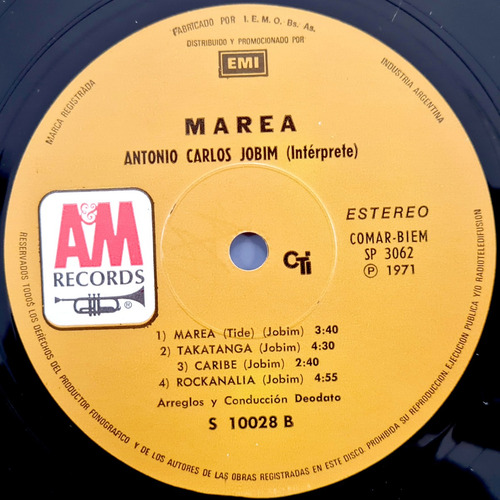 FABRICADO POR I. E. M. O. Bs. As.
DISTRIBUIDO y PROMOCIONADO POR
EMI
MARCA REGISTRADA
INDUSTRIA ARGENTINA
MAREA
ANTONIO CARLOS JOBIM (Intérprete)
A&M
RECORDS
®
ESTEREO
COMAR-BIEM
SP 3062
Ⓟ 1971
CTi
1) MAREA (Tide) (Jobim) 3:40
2) TAKATANGA (Jobim) 4:30
3) CARIBE (Jobim) 2:40
4) ROCKANALIA (Jobim) 4:55
Arreglos y Conducción Deodato
S 10028 B
RESERVADOS TODOS LOS DERECHOS DEL PRODUCTOR FONOGRAFICO Y DE LOS AUTORES DE LAS OBRAS REGISTRADAS EN ESTE DISCO. PROHIBIDA SU REPRODUCCION, EJECUCION PUBLICA Y/O RADIOTELEDIFUSION